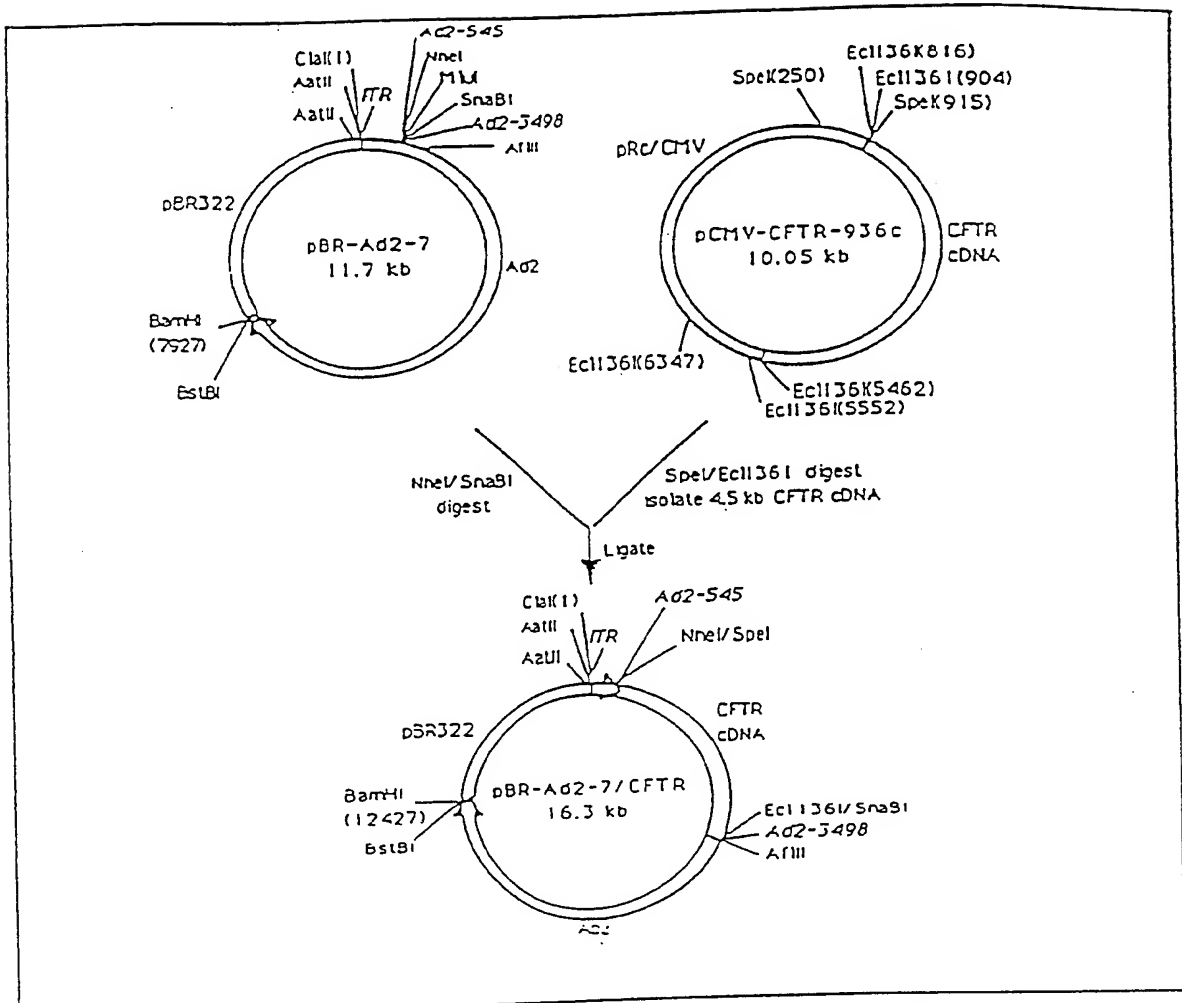 Ad2-545
ClaI(1)
NheI
AatII
ITR
MluI
SnaBI
AatII
Ad2-3498
AflII
pBR322
pBR-Ad2-7
11.7 kb
Ad2
BamHI
(7927)
BstBI
Ecl136I(816)
SpeI(250)
Ecl136I(904)
SpeI(915)
pRc/CMV
pCMV-CFTR-936c
10.05 kb
CFTR
cDNA
Ecl136I(6347)
Ecl136I(5462)
Ecl136I(5552)
NheI/SnaBI
digest
SpeI/Ecl136I digest
isolate 4.5 kb CFTR cDNA
Ligate
ClaI(1)
Ad2-545
AatII
ITR
NheI/SpeI
AatII
pBR322
CFTR
cDNA
BamHI
(12427)
pBR-Ad2-7/CFTR
16.3 kb
Ecl136I/SnaBI
Ad2-3498
BstBI
AflII
Ad2